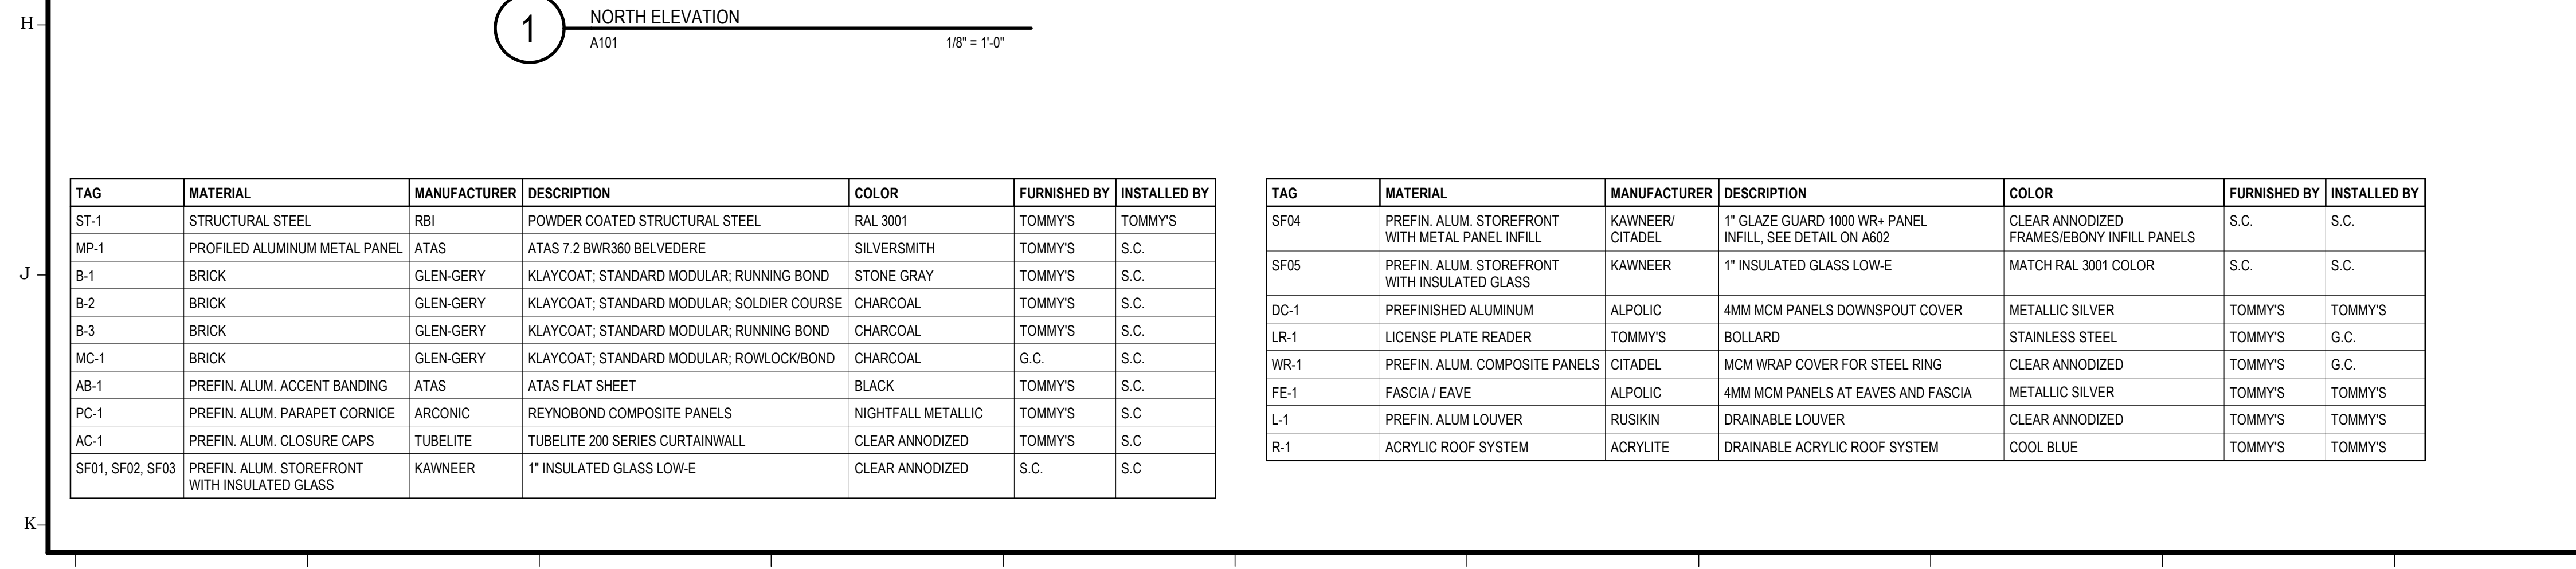 H
1
NORTH ELEVATION
A101 1/8" = 1'-0"
TAG MATERIAL MANUFACTURER DESCRIPTION COLOR FURNISHED BY INSTALLED BY
ST-1 STRUCTURAL STEEL RBI POWDER COATED STRUCTURAL STEEL RAL 3001 TOMMY'S TOMMY'S
MP-1 PROFILED ALUMINUM METAL PANEL ATAS ATAS 7.2 BWR360 BELVEDERE SILVERSMITH TOMMY'S S.C.
B-1 BRICK GLEN-GERY KLAYCOAT; STANDARD MODULAR; RUNNING BOND STONE GRAY TOMMY'S S.C.
B-2 BRICK GLEN-GERY KLAYCOAT; STANDARD MODULAR; SOLDIER COURSE CHARCOAL TOMMY'S S.C.
B-3 BRICK GLEN-GERY KLAYCOAT; STANDARD MODULAR; RUNNING BOND CHARCOAL TOMMY'S S.C.
MC-1 BRICK GLEN-GERY KLAYCOAT; STANDARD MODULAR; ROWLOCK/BOND CHARCOAL G.C. S.C.
AB-1 PREFIN. ALUM. ACCENT BANDING ATAS ATAS FLAT SHEET BLACK TOMMY'S S.C.
PC-1 PREFIN. ALUM. PARAPET CORNICE ARCONIC REYNOBOND COMPOSITE PANELS NIGHTFALL METALLIC TOMMY'S S.C
AC-1 PREFIN. ALUM. CLOSURE CAPS TUBELITE TUBELITE 200 SERIES CURTAINWALL CLEAR ANNODIZED TOMMY'S S.C
SF01, SF02, SF03 PREFIN. ALUM. STOREFRONT KAWNEER 1" INSULATED GLASS LOW-E CLEAR ANNODIZED S.C. S.C
WITH INSULATED GLASS
TAG MATERIAL MANUFACTURER DESCRIPTION COLOR FURNISHED BY INSTALLED BY
SF04 PREFIN. ALUM. STOREFRONT KAWNEER/ 1" GLAZE GUARD 1000 WR+ PANEL CLEAR ANNODIZED S.C. S.C.
WITH METAL PANEL INFILL CITADEL INFILL, SEE DETAIL ON A602 FRAMES/EBONY INFILL PANELS
SF05 PREFIN. ALUM. STOREFRONT KAWNEER 1" INSULATED GLASS LOW-E MATCH RAL 3001 COLOR S.C. S.C.
WITH INSULATED GLASS
DC-1 PREFINISHED ALUMINUM ALPOLIC 4MM MCM PANELS DOWNSPOUT COVER METALLIC SILVER TOMMY'S TOMMY'S
LR-1 LICENSE PLATE READER TOMMY'S BOLLARD STAINLESS STEEL TOMMY'S G.C.
WR-1 PREFIN. ALUM. COMPOSITE PANELS CITADEL MCM WRAP COVER FOR STEEL RING CLEAR ANNODIZED TOMMY'S G.C.
FE-1 FASCIA / EAVE ALPOLIC 4MM MCM PANELS AT EAVES AND FASCIA METALLIC SILVER TOMMY'S TOMMY'S
L-1 PREFIN. ALUM LOUVER RUSIKIN DRAINABLE LOUVER CLEAR ANNODIZED TOMMY'S TOMMY'S
R-1 ACRYLIC ROOF SYSTEM ACRYLITE DRAINABLE ACRYLIC ROOF SYSTEM COOL BLUE TOMMY'S TOMMY'S
J
K